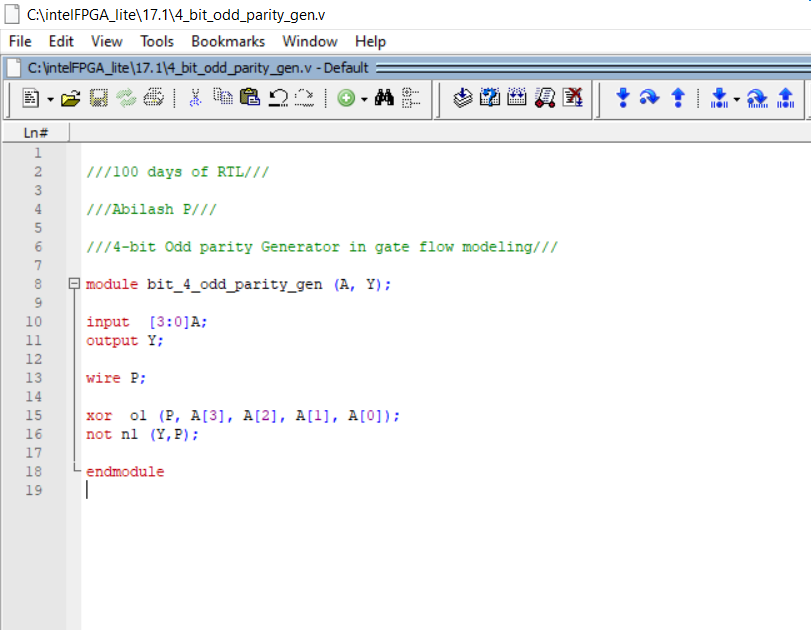 C:\intelFPGA_lite\17.1\4_bit_odd_parity_gen.v
File Edit View Tools Bookmarks Window Help
C:\intelFPGA_lite\17.1\4_bit_odd_parity_gen.v - Default
Ln#
1
2 ///100 days of RTL///
3
4 ///Abilash P///
5
6 ///4-bit Odd parity Generator in gate flow modeling///
7
8 module bit_4_odd_parity_gen (A, Y);
9
10 input  [3:0]A;
11 output Y;
12
13 wire P;
14
15 xor  o1 (P, A[3], A[2], A[1], A[0]);
16 not n1 (Y,P);
17
18 endmodule
19